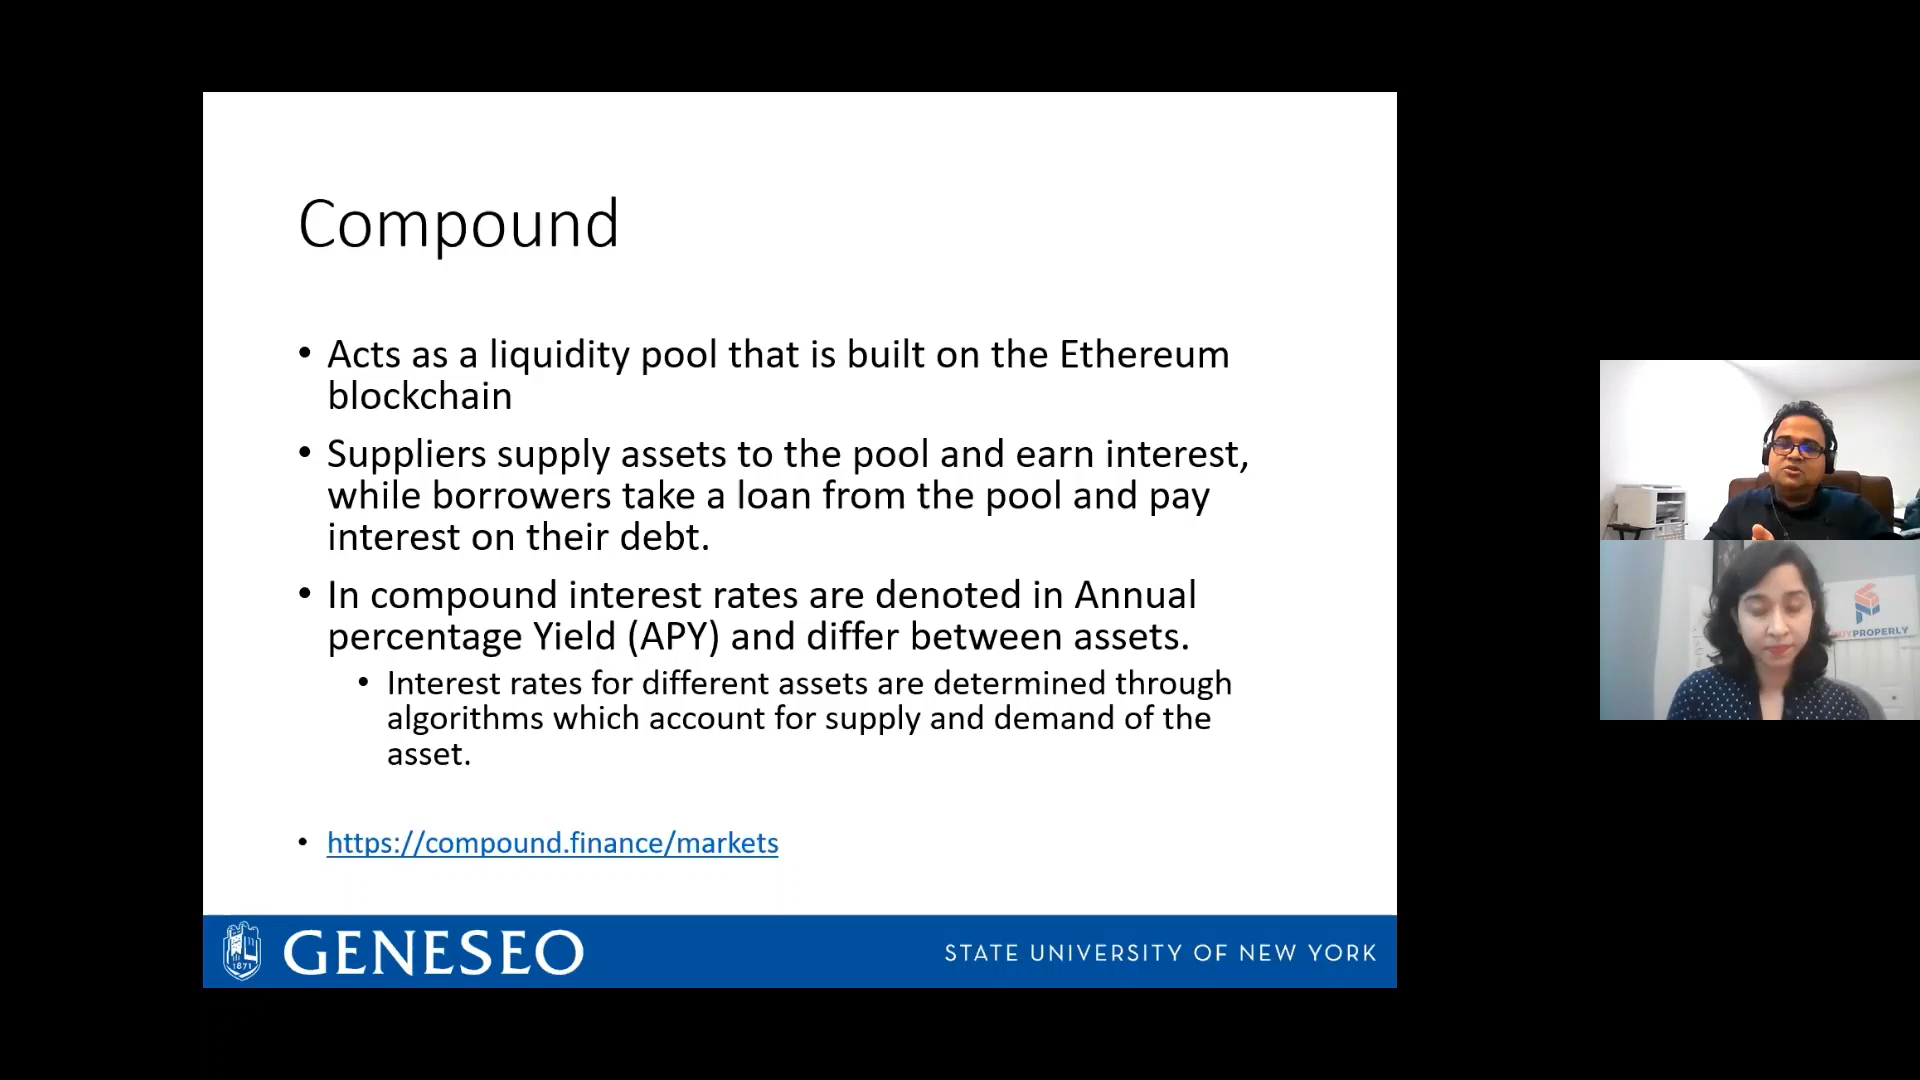 Compound
• Acts as a liquidity pool that is built on the Ethereum
blockchain
• Suppliers supply assets to the pool and earn interest,
while borrowers take a loan from the pool and pay
interest on their debt.
• In compound interest rates are denoted in Annual
percentage Yield (APY) and differ between assets.
• Interest rates for different assets are determined through
algorithms which account for supply and demand of the
asset.
• https://compound.finance/markets
1871
GENESEO
STATE UNIVERSITY OF NEW YORK
UYPROPERLY